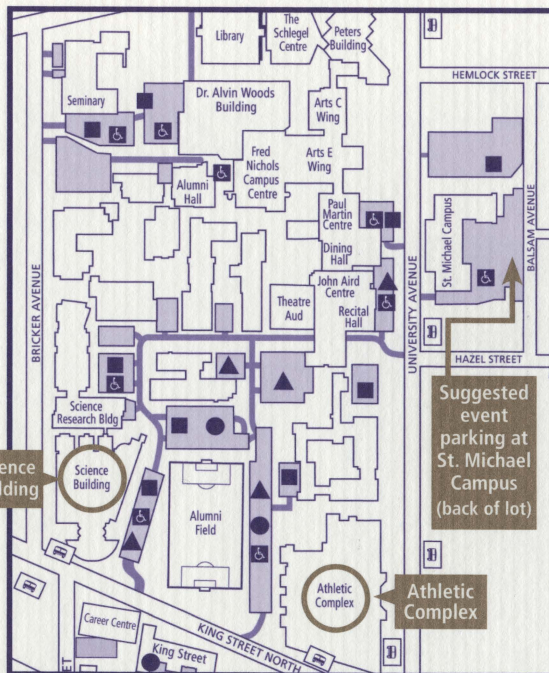 Library
The
Schlegel
Centre
Peters
Building
HEMLOCK STREET
Seminary
Dr. Alvin Woods
Building
Arts C
Wing
Fred
Nichols
Campus
Centre
Arts E
Wing
Alumni
Hall
Paul
Martin
Centre
Dining
Hall
St. Michael Campus
BALSAM AVENUE
UNIVERSITY AVENUE
BRICKER AVENUE
John Aird
Centre
Recital
Hall
Theatre
Aud
HAZEL STREET
Suggested
event
parking at
St. Michael
Campus
(back of lot)
Science
Research Bldg
ence
lding
Science
Building
Alumni
Field
Athletic
Complex
Athletic
Complex
Career Centre
KING STREET NORTH
King Street
ET